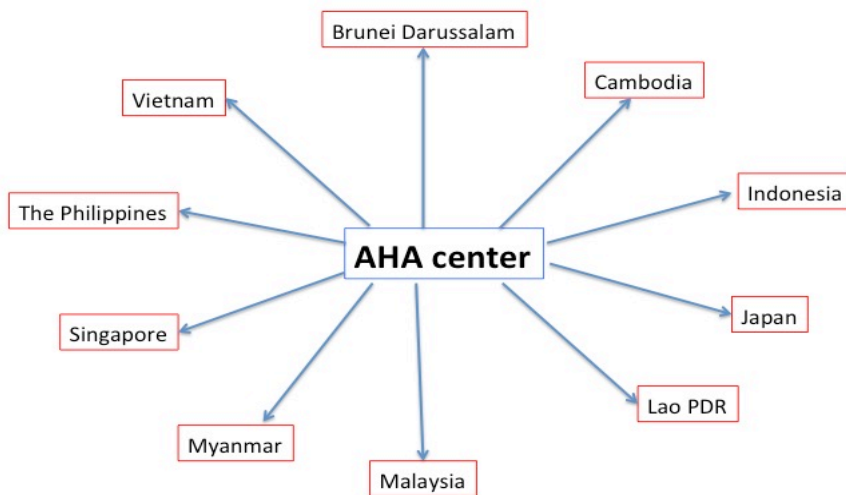 Brunei Darussalam
Cambodia
Vietnam
Indonesia
The Philippines
AHA center
Japan
Singapore
Lao PDR
Myanmar
Malaysia